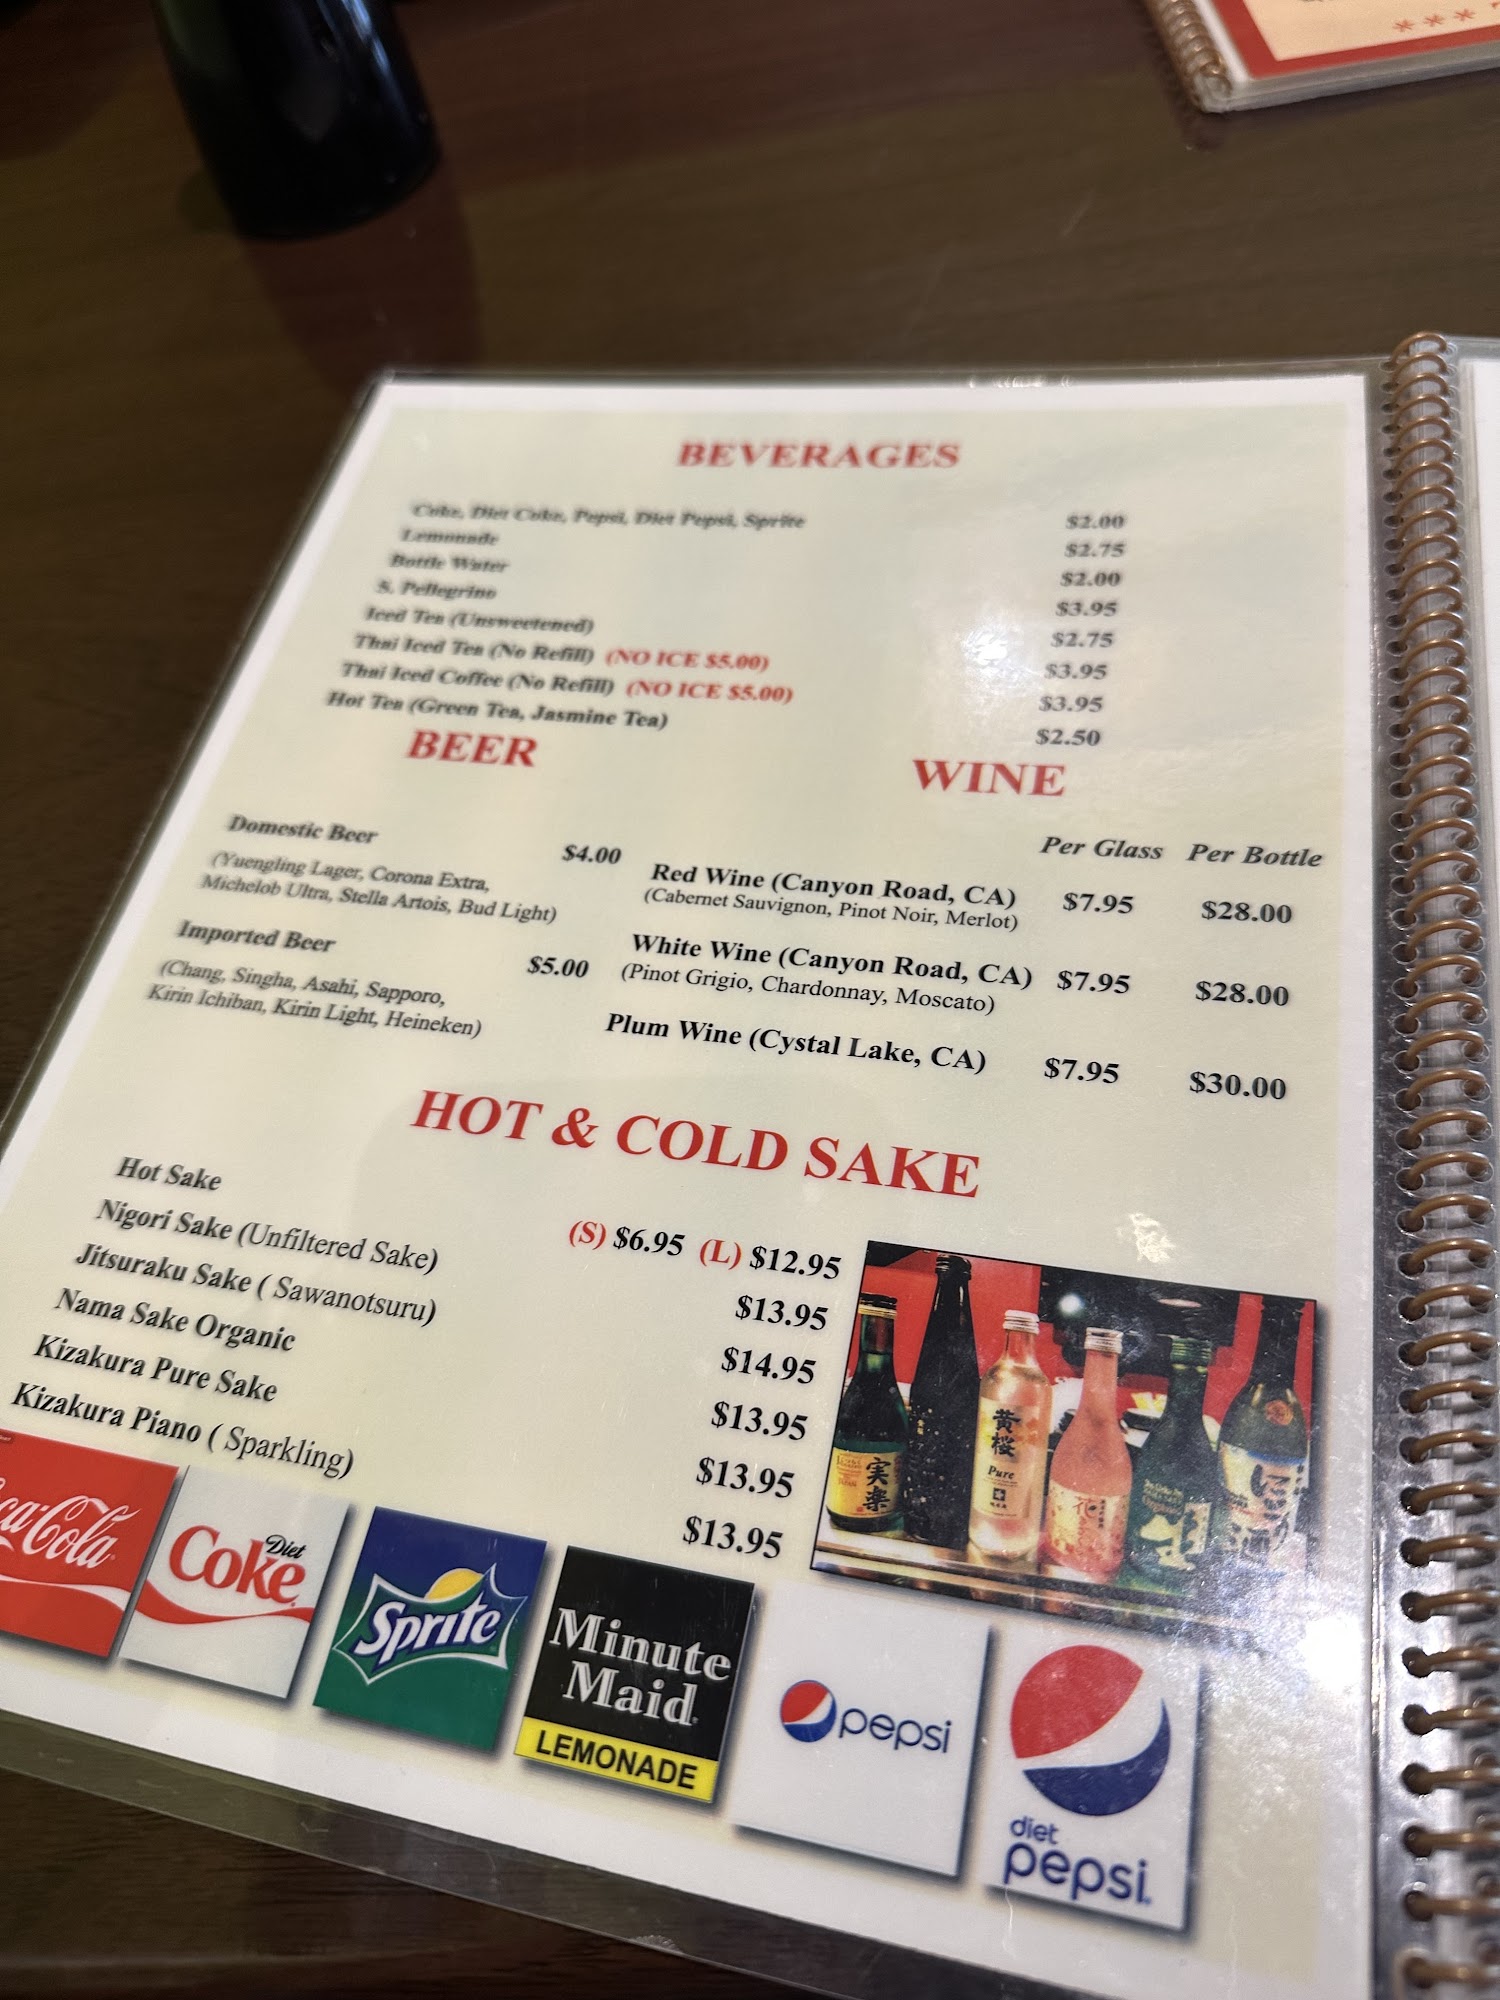 BEVERAGES
Coke, Diet Coke, Pepsi, Diet Pepsi, Sprite $2.00
Lemonade $2.75
Bottle Water $2.00
S. Pellegrino $3.95
Iced Tea (Unsweetened) $2.75
Thai Iced Tea (No Refill) (NO ICE $5.00) $3.95
Thai Iced Coffee (No Refill) (NO ICE $5.00) $3.95
Hot Tea (Green Tea, Jasmine Tea) $2.50
BEER
Domestic Beer $4.00
(Yuengling Lager, Corona Extra,
Michelob Ultra, Stella Artois, Bud Light)
Imported Beer $5.00
(Chang, Singha, Asahi, Sapporo,
Kirin Ichiban, Kirin Light, Heineken)
WINE
Per Glass Per Bottle
Red Wine (Canyon Road, CA) $7.95 $28.00
(Cabernet Sauvignon, Pinot Noir, Merlot)
White Wine (Canyon Road, CA) $7.95 $28.00
(Pinot Grigio, Chardonnay, Moscato)
Plum Wine (Cystal Lake, CA) $7.95 $30.00
HOT & COLD SAKE
Hot Sake (S) $6.95 (L) $12.95
Nigori Sake (Unfiltered Sake) $13.95
Jitsuraku Sake ( Sawanotsuru) $14.95
Nama Sake Organic $13.95
Kizakura Pure Sake $13.95
Kizakura Piano ( Sparkling) $13.95
実楽
黄桜
Pure
ca-Cola
Diet
Coke
Sprite
Minute
Maid
LEMONADE
pepsi
diet
pepsi